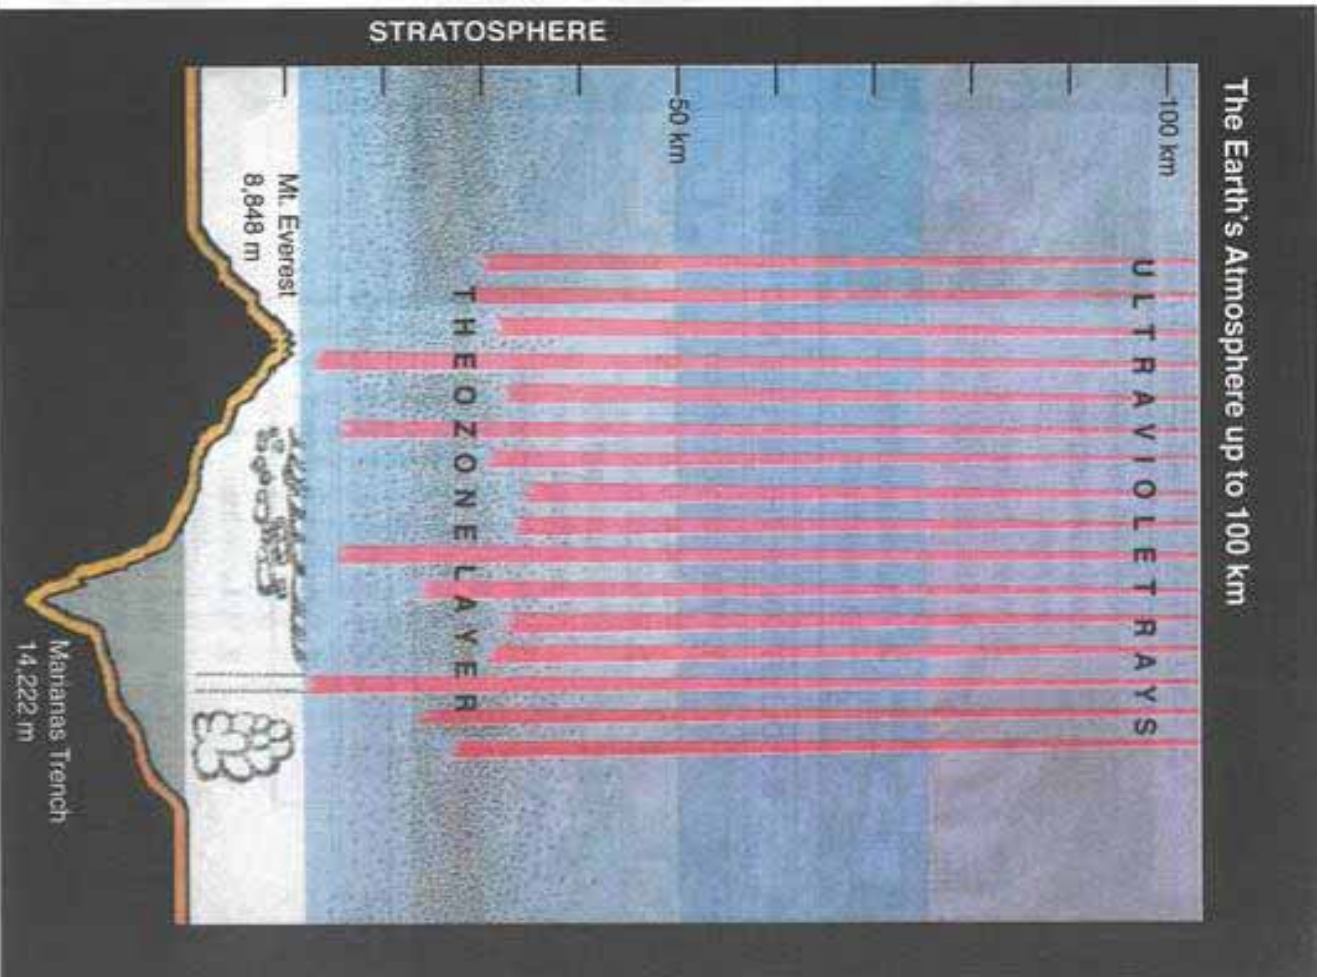 The Earth's Atmosphere up to 100 km
100 km
ULTRAVIOLET RAYS
50 km
STRATOSPHERE
THE OZONE LAYER
Mt. Everest
8,848 m
Marianas Trench
14,222 m